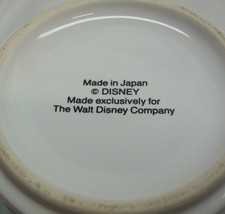 Made in Japan
© DISNEY
Made exclusively for
The Walt Disney Company